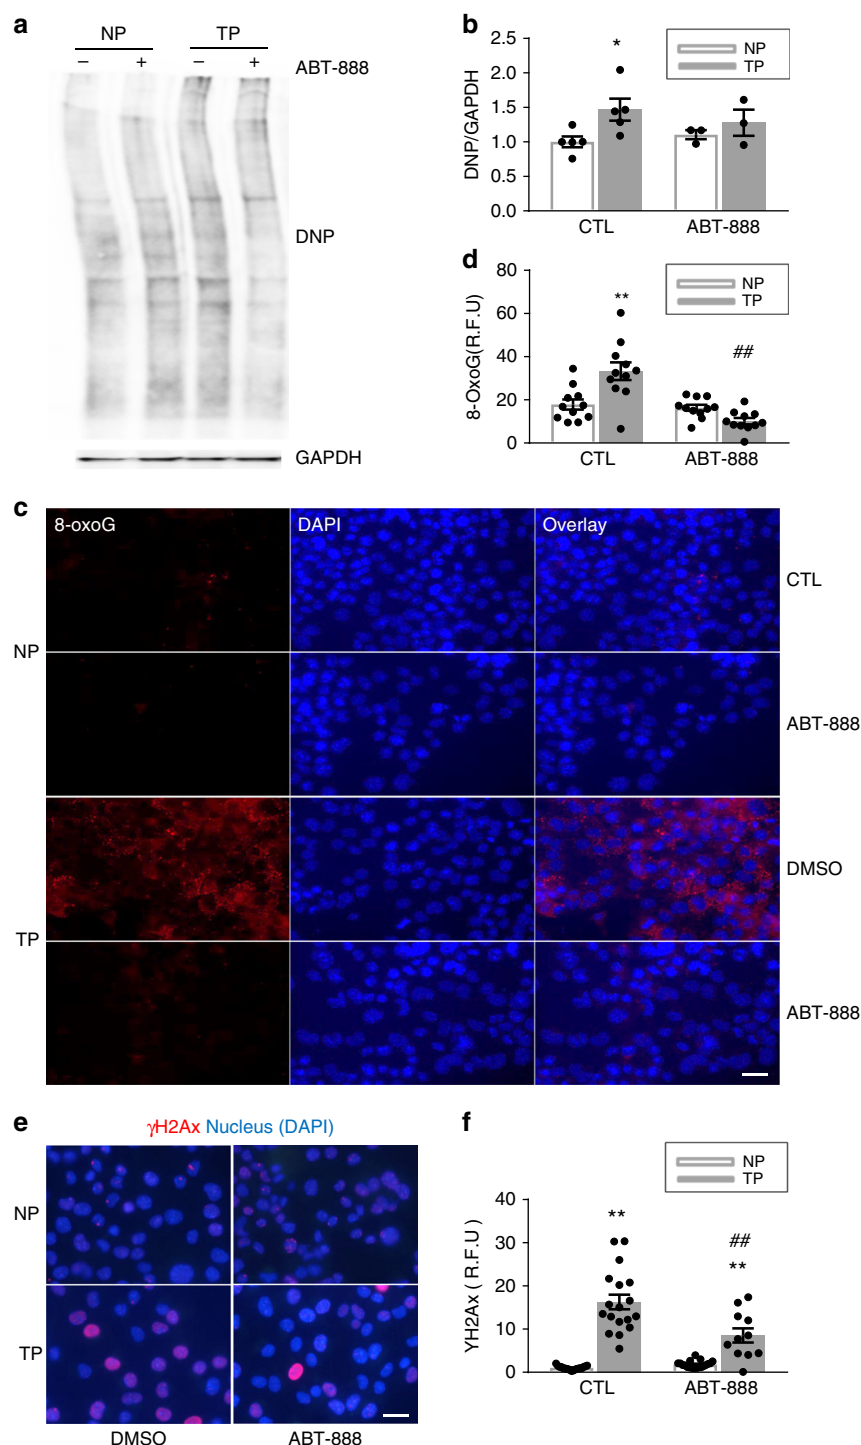 a
NP TP
– + – + ABT-888
DNP
GAPDH
b
NP
TP
*
DNP/GAPDH
2.5
2.0
1.5
1.0
0.5
0.0
CTL ABT-888
d
NP
TP
**
##
8-OxoG(R.F.U)
80
60
40
20
0
CTL ABT-888
c
8-oxoG DAPI Overlay
NP
CTL
ABT-888
TP
DMSO
ABT-888
e
γH2Ax Nucleus (DAPI)
NP
TP
DMSO ABT-888
f
NP
TP
**
##
**
YH2Ax ( R.F.U )
40
30
20
10
0
CTL ABT-888